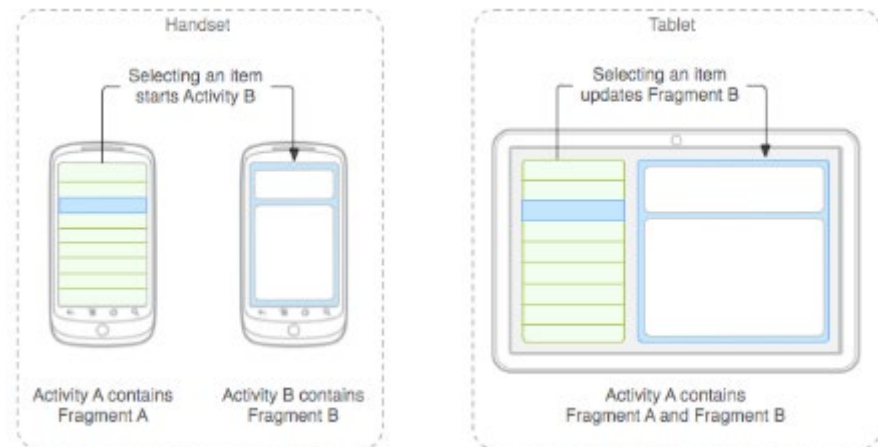 Handset
Selecting an item
starts Activity B
Activity A contains
Fragment A
Activity B contains
Fragment B
Tablet
Selecting an item
updates Fragment B
Activity A contains
Fragment A and Fragment B